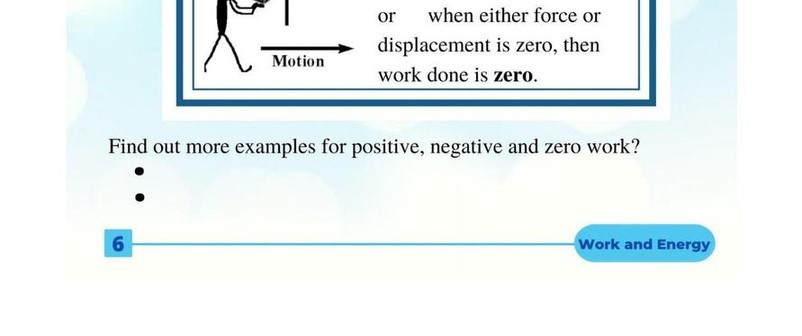 or when either force or
displacement is zero, then
Motion
work done is zero.
Find out more examples for positive, negative and zero work?
•
•
6
Work and Energy